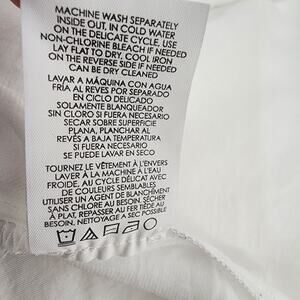 MACHINE WASH SEPARATELY
INSIDE OUT, IN COLD WATER
ON THE DELICATE CYCLE. USE
NON-CHLORINE BLEACH IF NEEDED
LAY FLAT TO DRY, COOL IRON
ON THE REVERSE SIDE IF NEEDED
CAN BE DRY CLEANED
LAVAR A MÁQUINA CON AGUA
FRÍA AL REVES POR SEPARADO
EN CICLO DELICADO
SOLAMENTE BLANQUEADOR
SIN CLORO SI FUERA NECESARIO
SECAR SOBRE SUPERFICIE
PLANA, PLANCHAR AL
REVÉS A BAJA TEMPERATURA
SI FUERA NECESARIO
SE PUEDE LAVAR EN SECO
TOURNEZ LE VÊTEMENT À L'ENVERS
LAVER À LA MACHINE EN EAU
FROIDE, AU CYCLE DÉLICAT AVEC
DE COULEURS SEMBLABLES
UTILISER UN AGENT DE BLANCHIMENT
SANS CHLORE AU BESOIN. SÉCHER
À PLAT, REPASSER AU FER TIÈDE AU
BESOIN. NETTOYAGE A SEC POSSIBLE